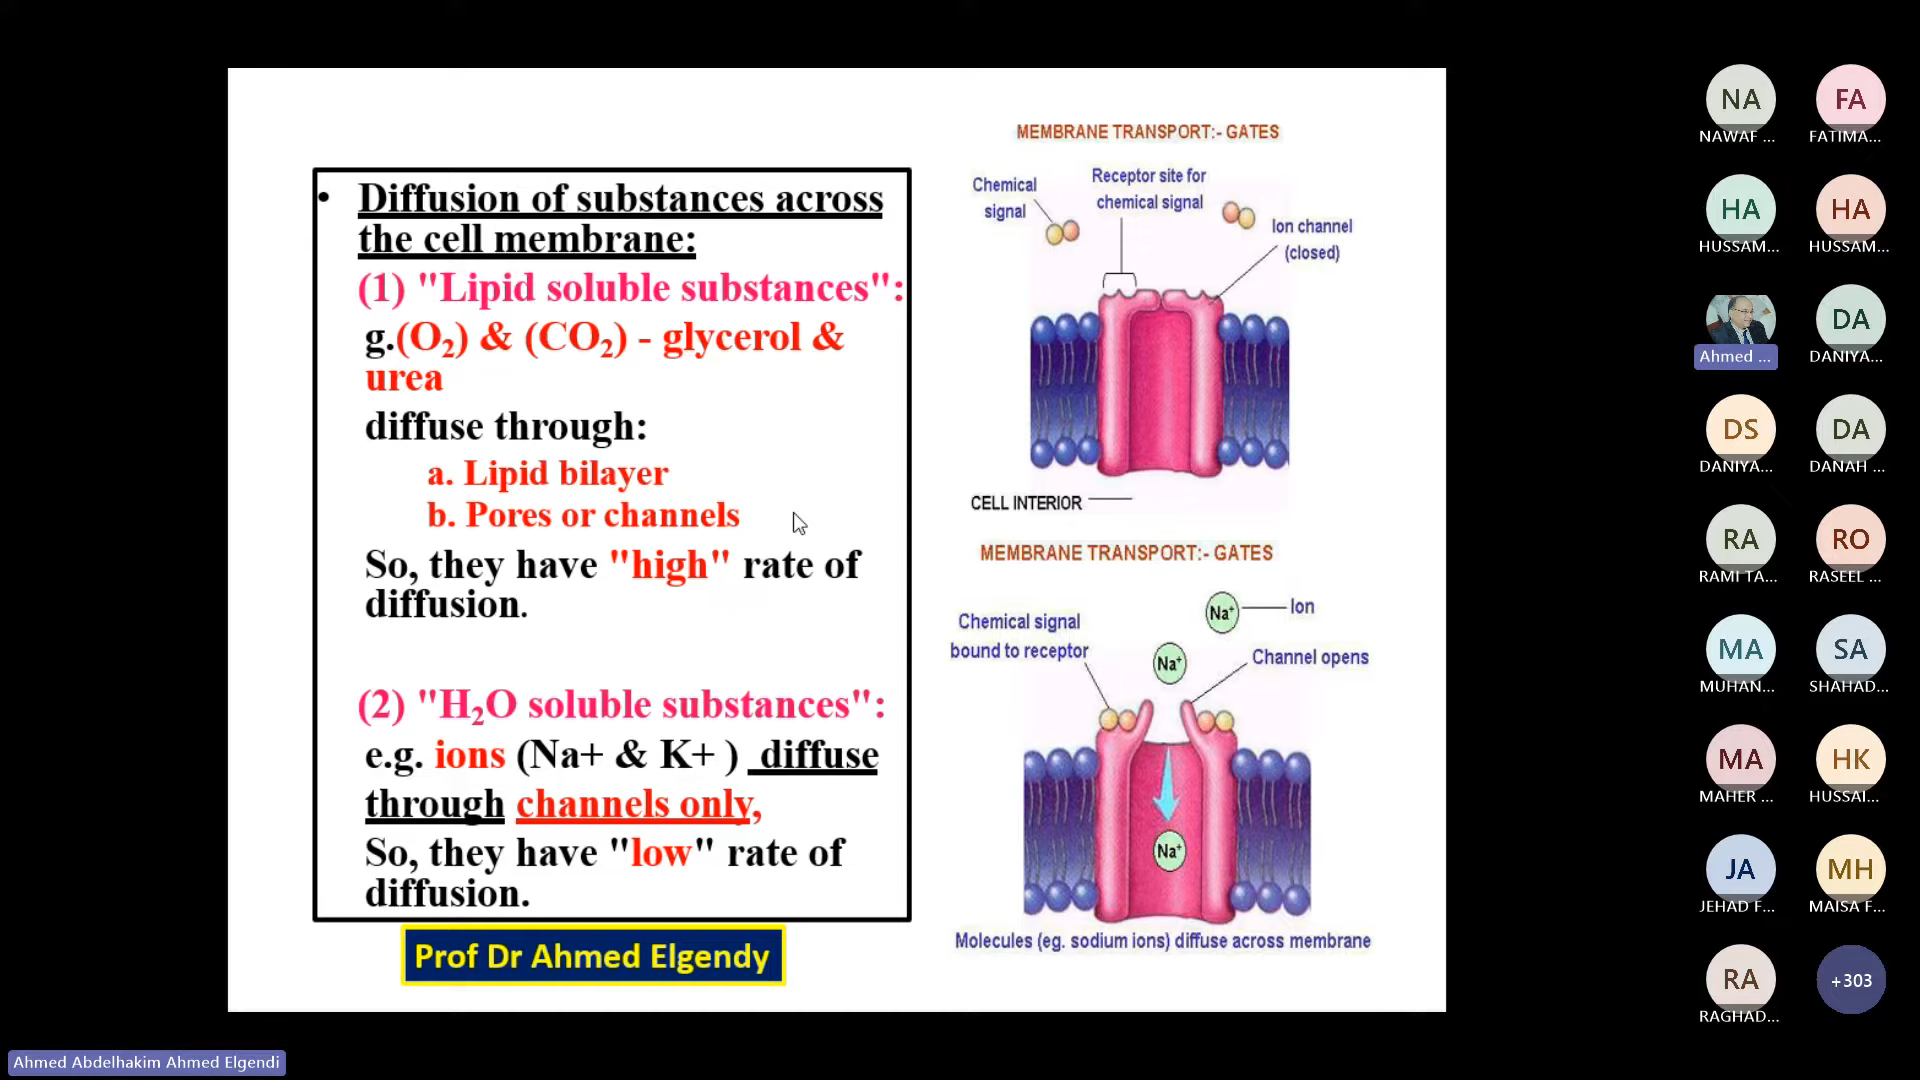 • Diffusion of substances across
the cell membrane:
(1) "Lipid soluble substances":
g.(O₂) & (CO₂) - glycerol &
urea
diffuse through:
a. Lipid bilayer
b. Pores or channels
So, they have "high" rate of
diffusion.
(2) "H₂O soluble substances":
e.g. ions (Na+ & K+ ) diffuse
through channels only,
So, they have "low" rate of
diffusion.
Prof Dr Ahmed Elgendy
MEMBRANE TRANSPORT:- GATES
Chemical
signal
Receptor site for
chemical signal
Ion channel
(closed)
CELL INTERIOR
MEMBRANE TRANSPORT:- GATES
Na⁺
Ion
Chemical signal
bound to receptor
Na⁺
Channel opens
Na⁺
Molecules (eg. sodium ions) diffuse across membrane
NA
NAWAF ...
FA
FATIMA...
HA
HUSSAM...
HA
HUSSAM...
Ahmed ...
DA
DANIYA...
DS
DANIYA...
DA
DANAH ...
RA
RAMI TA...
RO
RASEEL ...
MA
MUHAN...
SA
SHAHAD...
MA
MAHER ...
HK
HUSSAI...
JA
JEHAD F...
MH
MAISA F...
RA
RAGHAD...
+303
Ahmed Abdelhakim Ahmed Elgendi